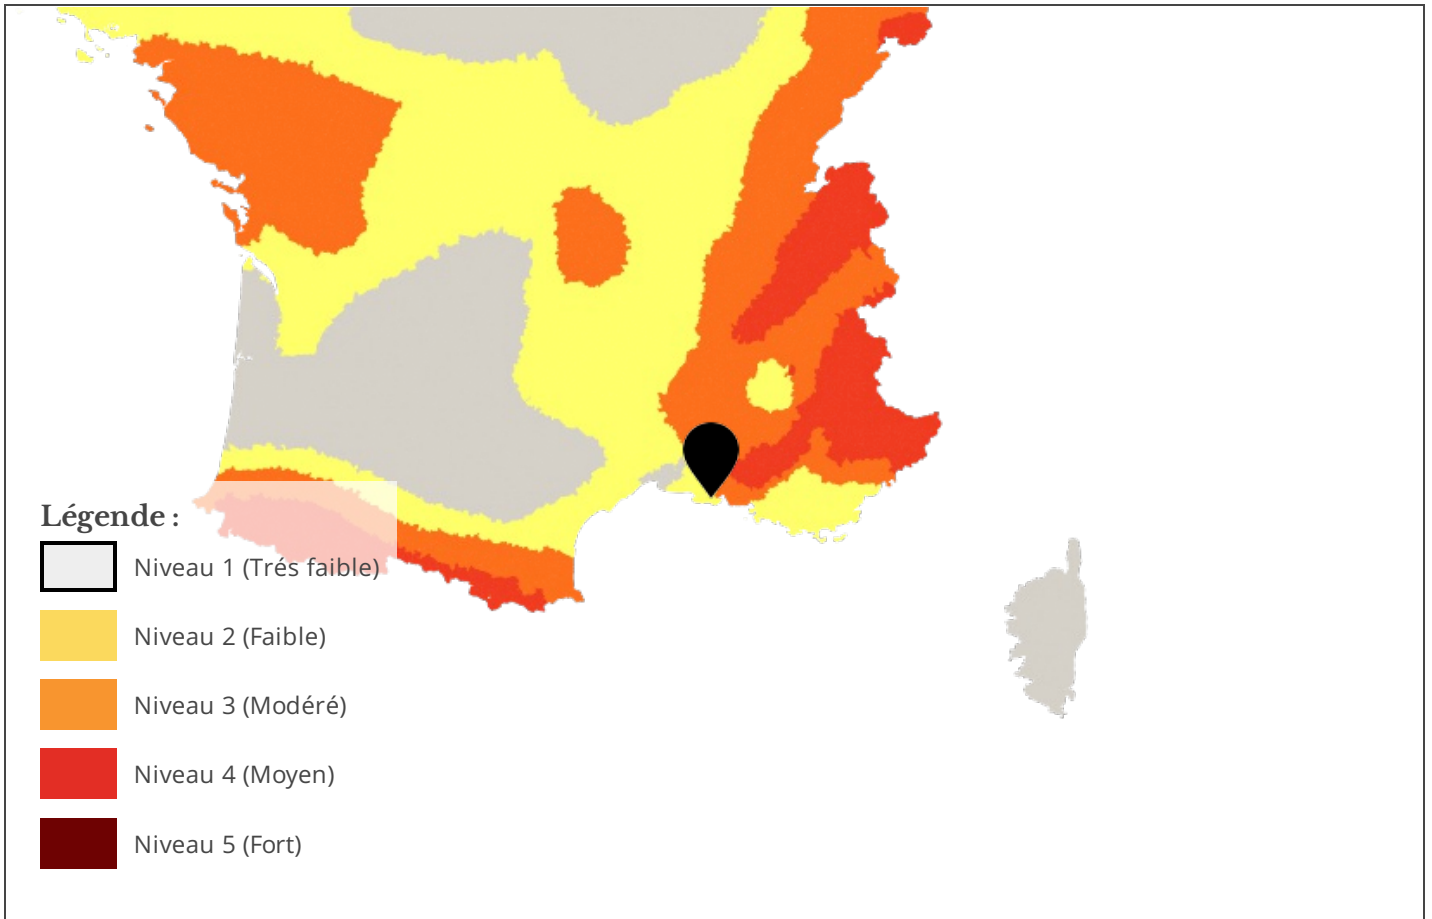 Légende :
Niveau 1 (Trés faible)
Niveau 2 (Faible)
Niveau 3 (Modéré)
Niveau 4 (Moyen)
Niveau 5 (Fort)